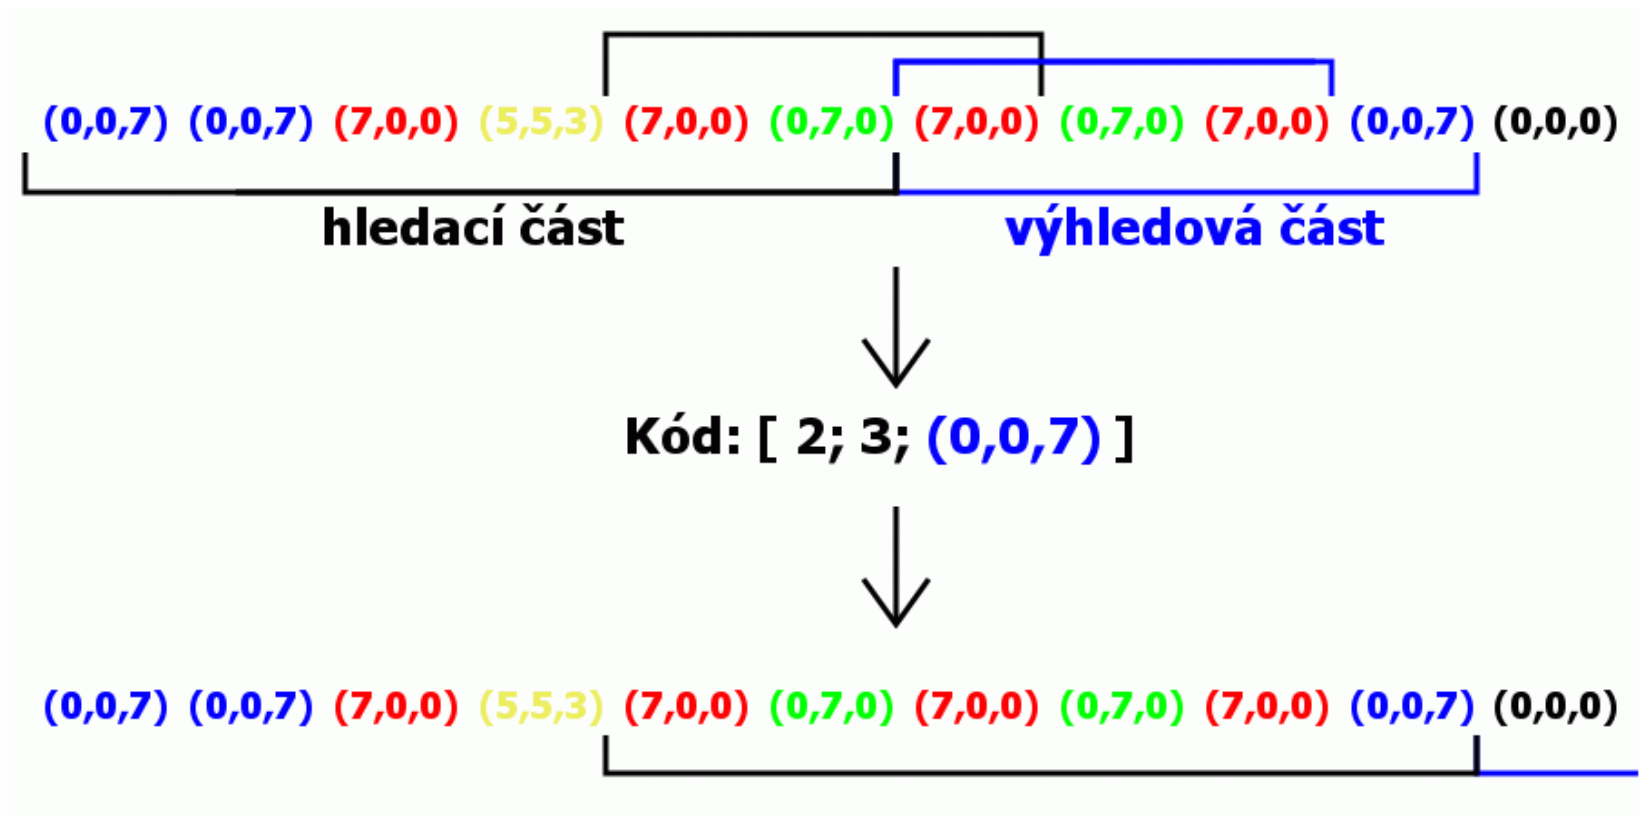 (0,0,7) (0,0,7) (7,0,0) (5,5,3) (7,0,0) (0,7,0) (7,0,0) (0,7,0) (7,0,0) (0,0,7) (0,0,0)
hledací část výhledová část
Kód: [ 2; 3; (0,0,7) ]
(0,0,7) (0,0,7) (7,0,0) (5,5,3) (7,0,0) (0,7,0) (7,0,0) (0,7,0) (7,0,0) (0,0,7) (0,0,0)